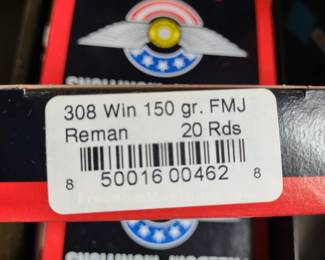 308 Win 150 gr. FMJ
Reman 20 Rds
8 50016 00462 8